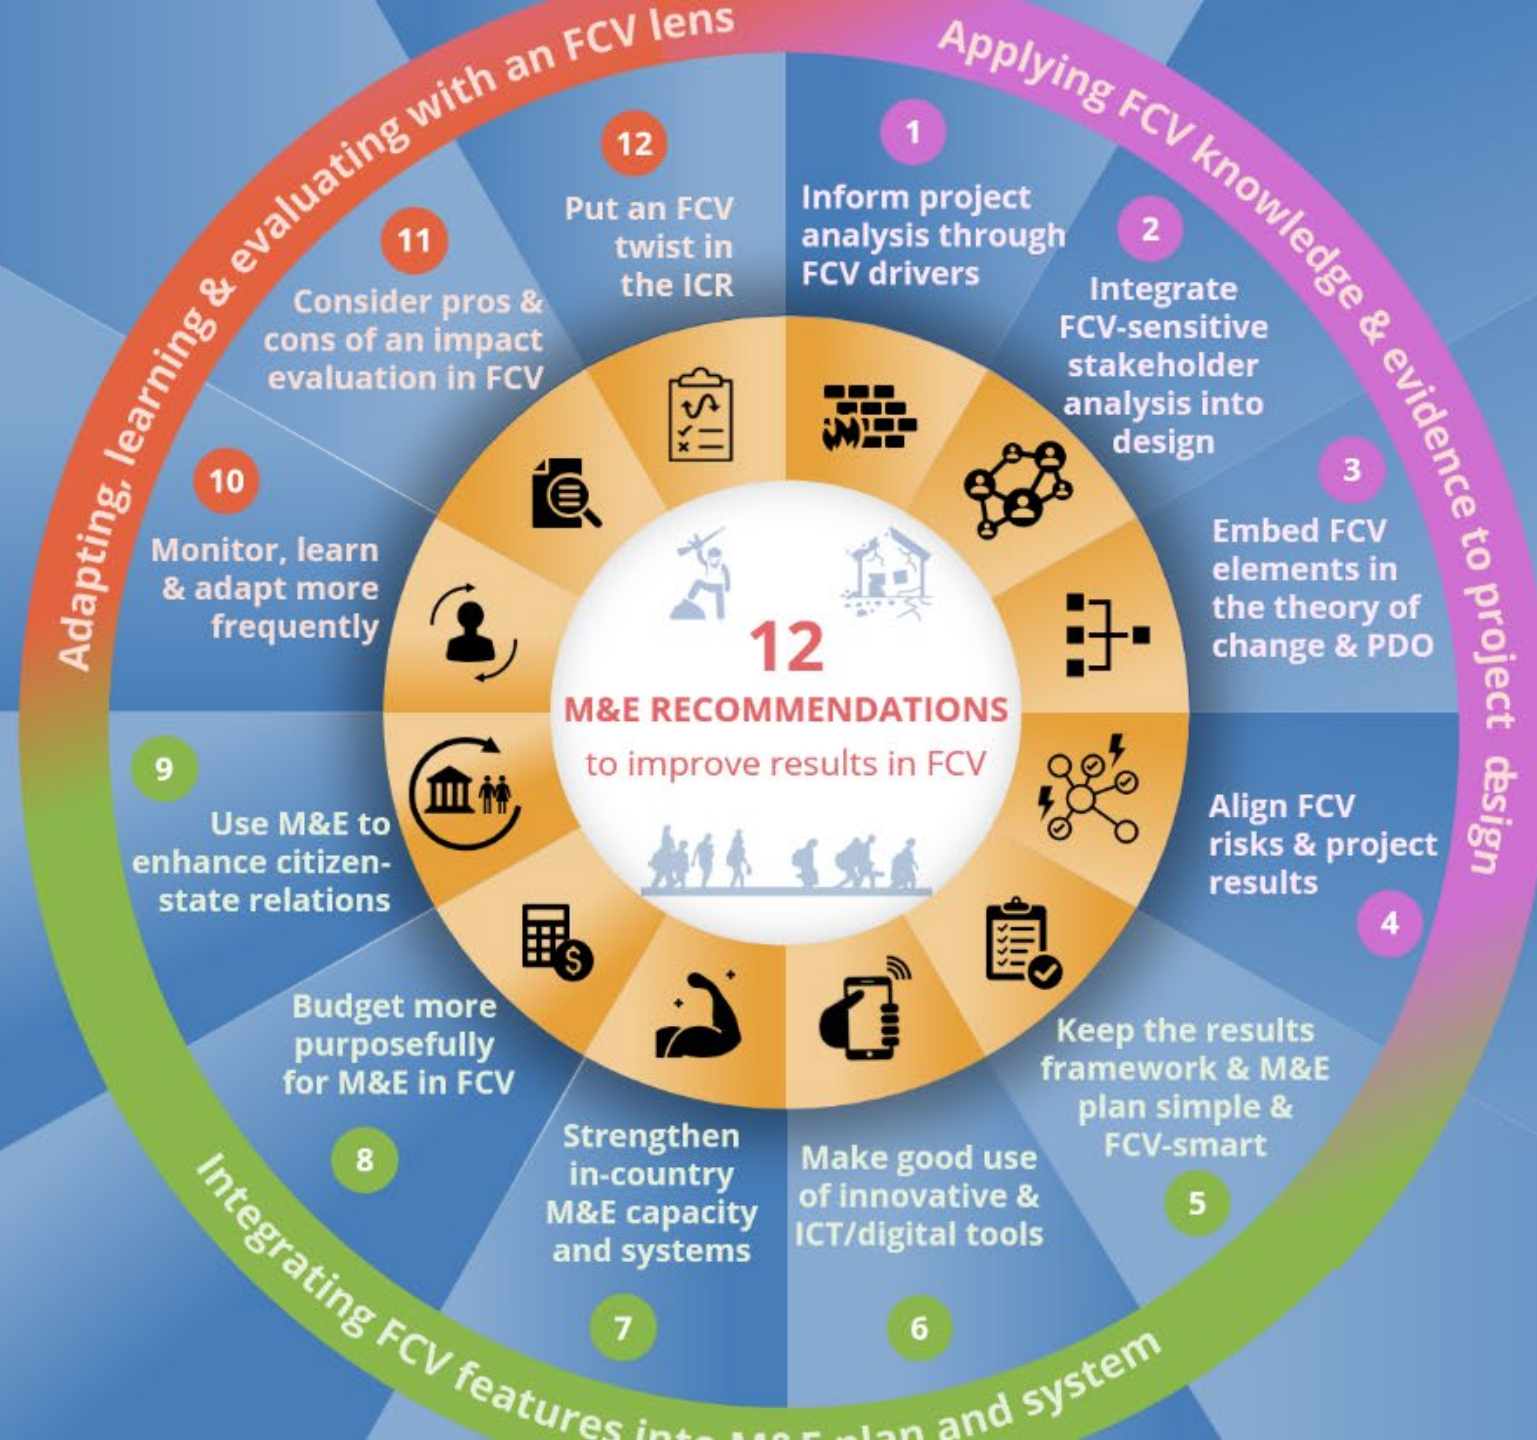 Applying FCV knowledge & evidence to project design
1
Inform project
analysis through
FCV drivers
2
Integrate
FCV-sensitive
stakeholder
analysis into
design
3
Embed FCV
elements in
the theory of
change & PDO
Align FCV
risks & project
results
4
Integrating FCV features into M&E plan and system
Keep the results
framework & M&E
plan simple &
FCV-smart
5
Make good use
of innovative &
ICT/digital tools
6
Strengthen
in-country
M&E capacity
and systems
7
Budget more
purposefully
for M&E in FCV
8
9
Use M&E to
enhance citizen-
state relations
Adapting, learning & evaluating with an FCV lens
10
Monitor, learn
& adapt more
frequently
11
Consider pros &
cons of an impact
evaluation in FCV
12
Put an FCV
twist in
the ICR
12
M&E RECOMMENDATIONS
to improve results in FCV
$